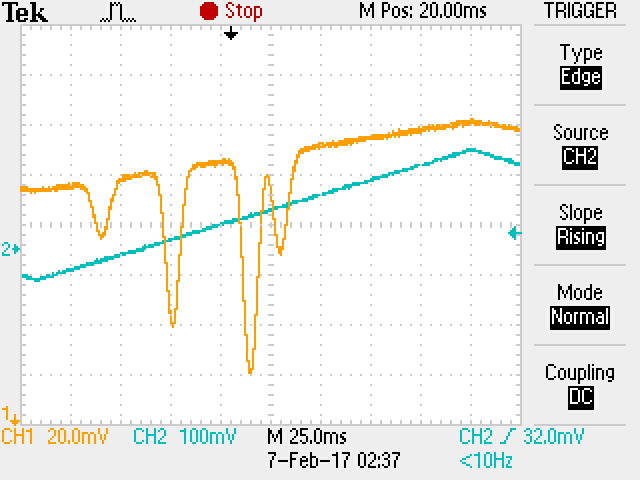 Tek Stop M Pos: 20.00ms TRIGGER
Type
Edge
Source
CH2
Slope
Rising
Mode
Normal
Coupling
DC
2
1
CH1 20.0mV CH2 100mV M 25.0ms CH2 32.0mV
7-Feb-17 02:37 <10Hz